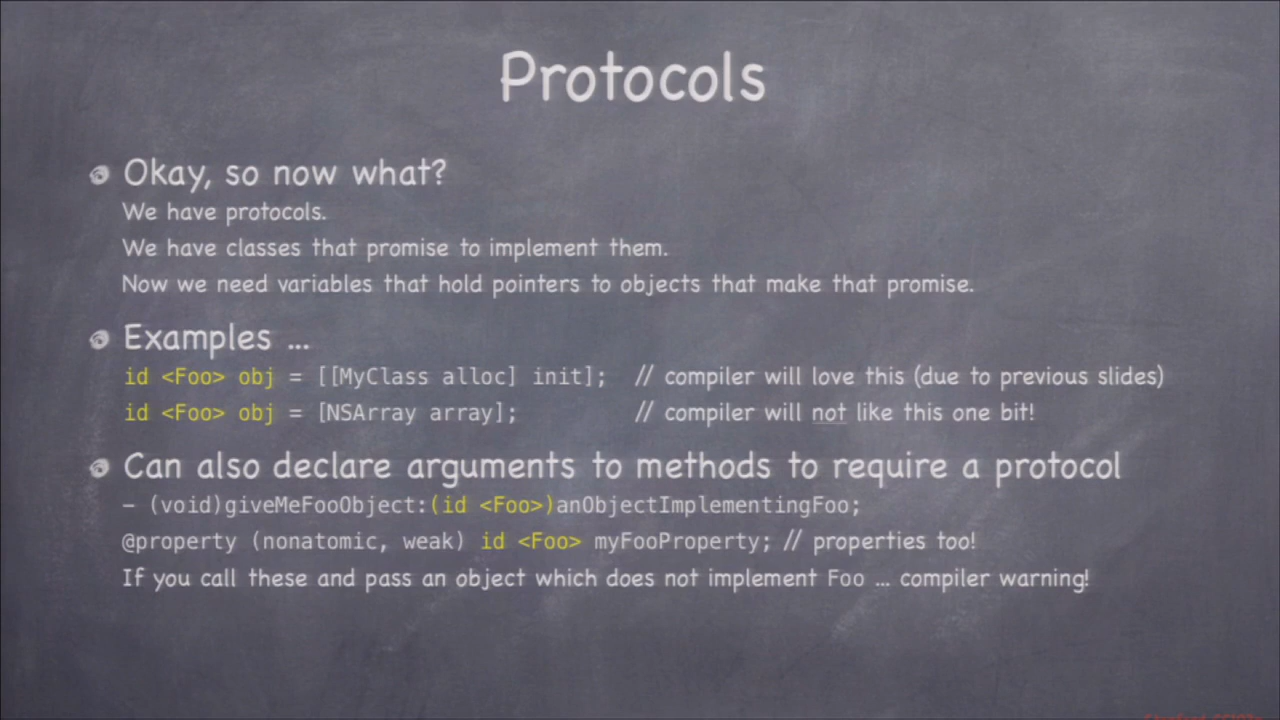 Protocols
Okay, so now what?
We have protocols.
We have classes that promise to implement them.
Now we need variables that hold pointers to objects that make that promise.
Examples ...
id <Foo> obj = [[MyClass alloc] init]; // compiler will love this (due to previous slides)
id <Foo> obj = [NSArray array]; // compiler will not like this one bit!
Can also declare arguments to methods to require a protocol
- (void)giveMeFooObject:(id <Foo>)anObjectImplementingFoo;
@property (nonatomic, weak) id <Foo> myFooProperty; // properties too!
If you call these and pass an object which does not implement Foo ... compiler warning!